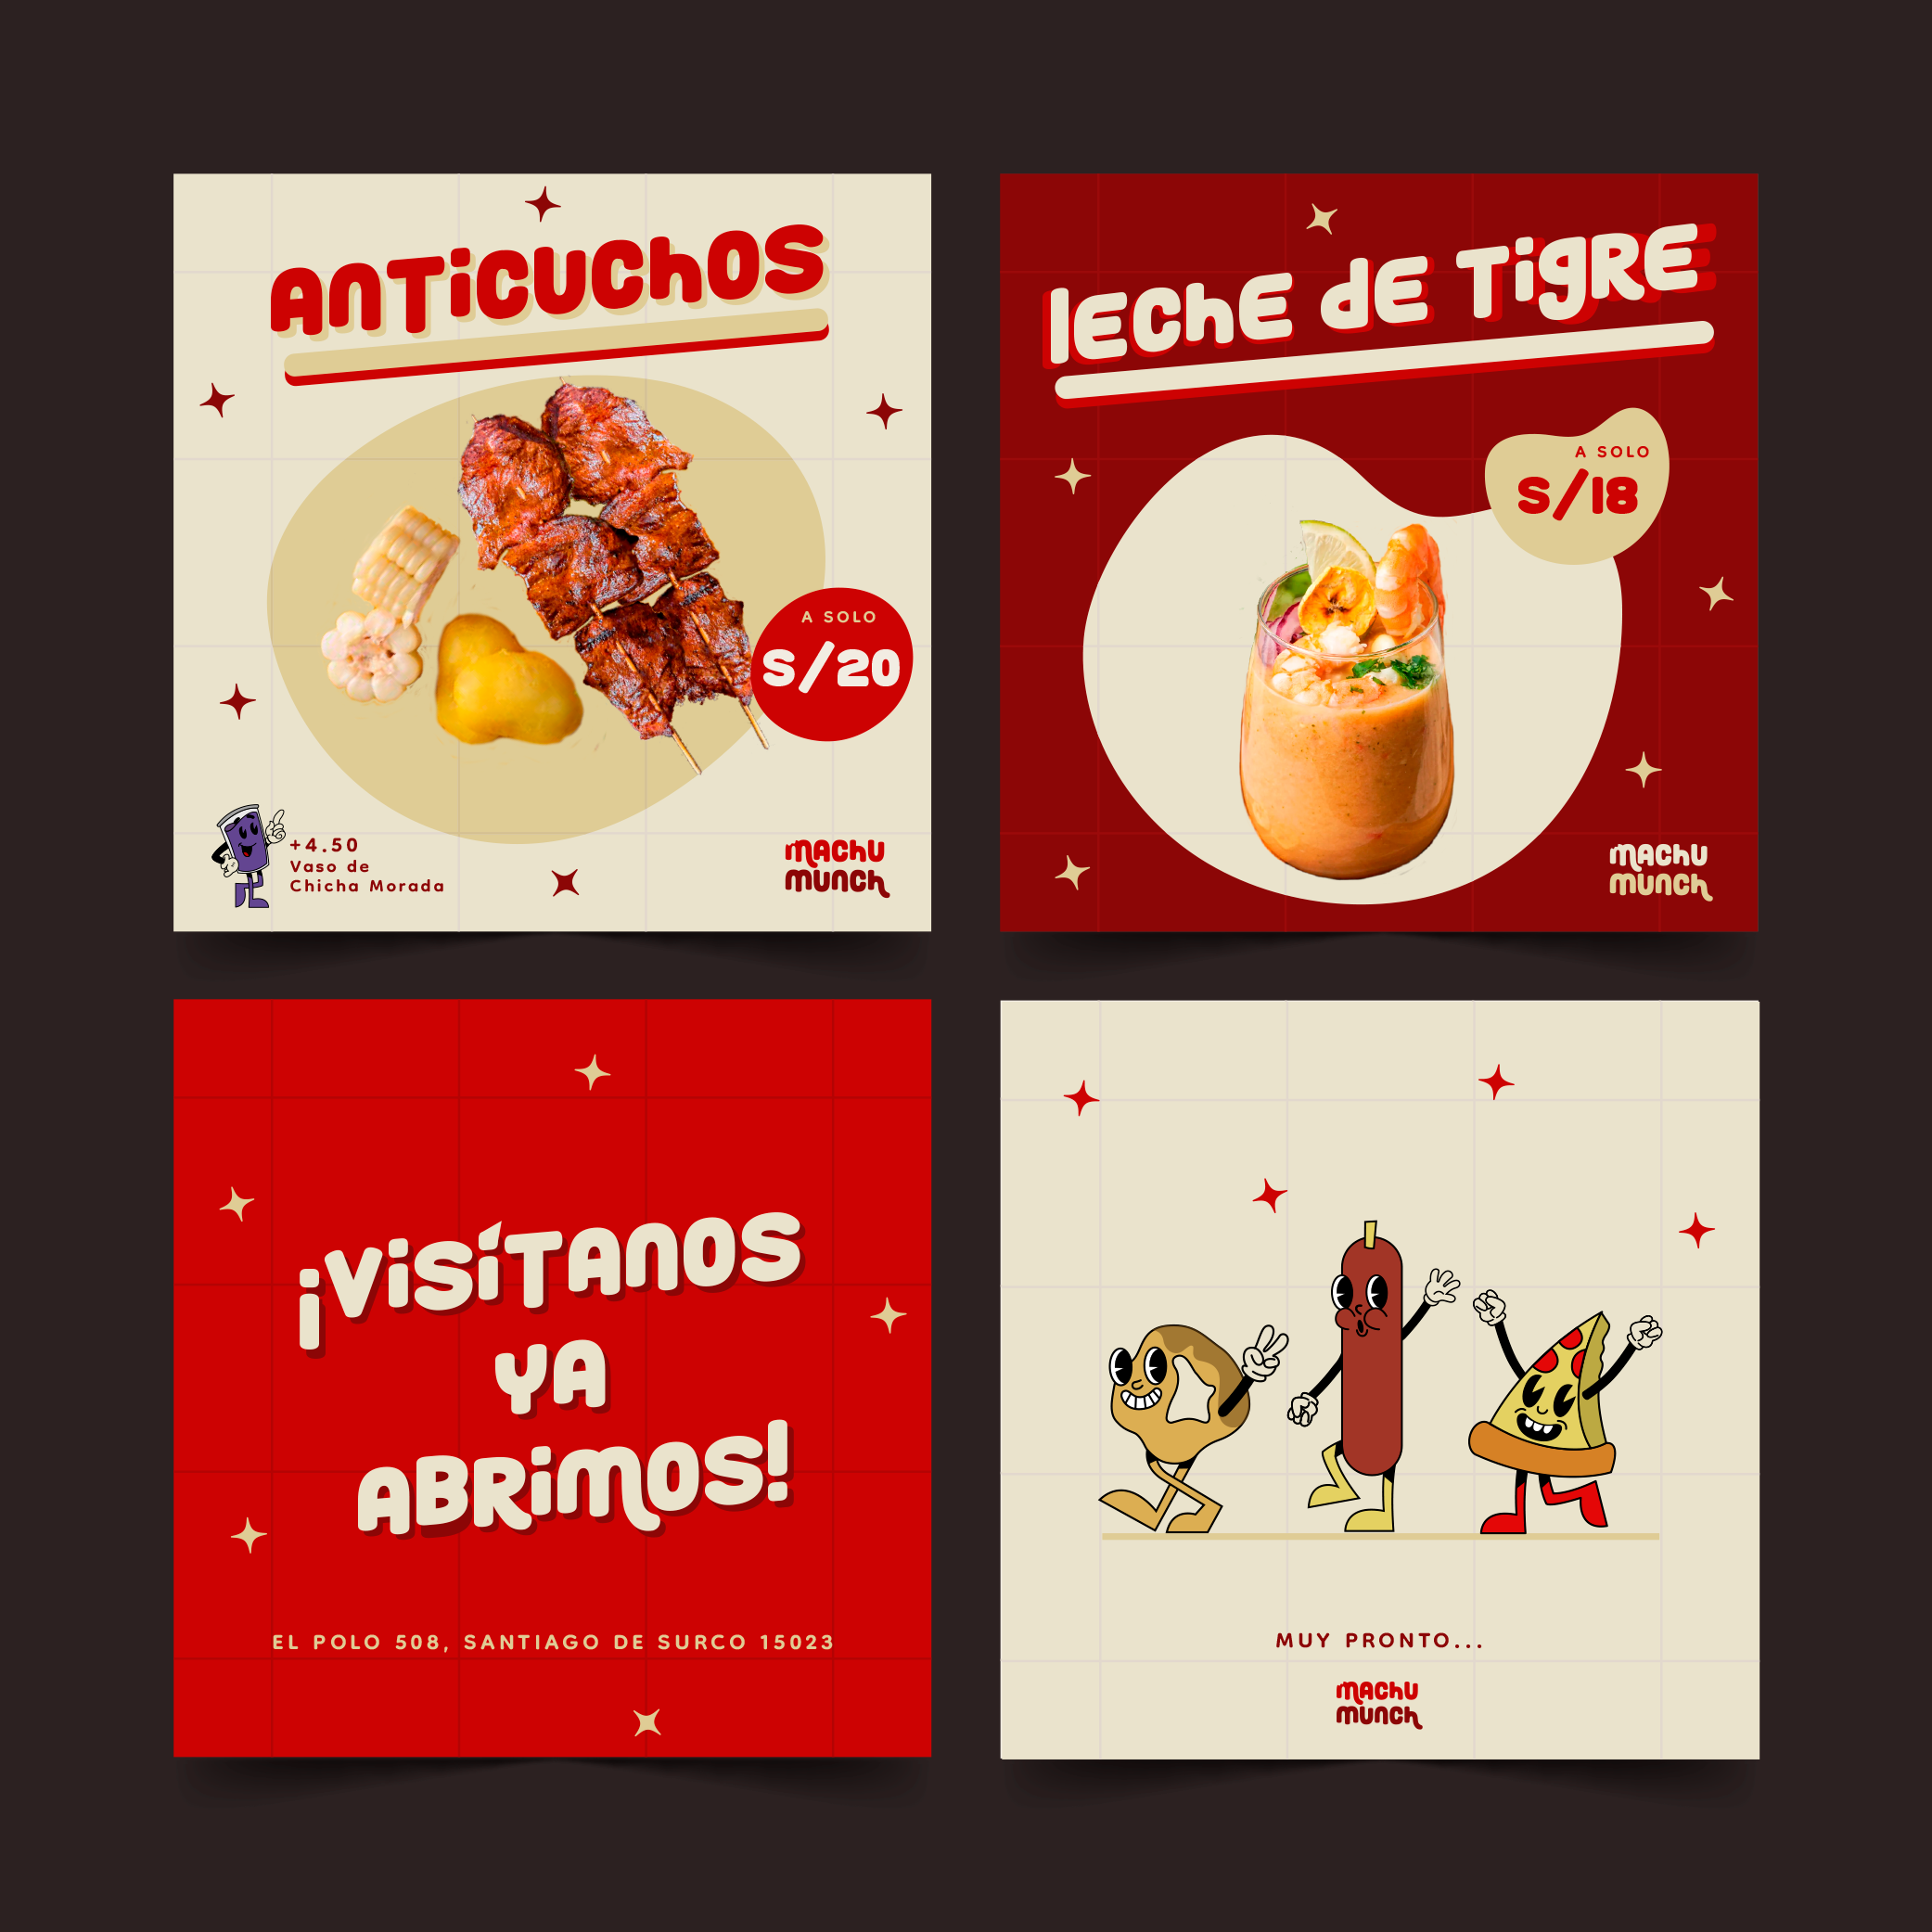 ANTICUCHOS
A SOLO
S/20
+4.50
Vaso de
Chicha Morada
MACHU
MUNCH
LECHE DE TIGRE
A SOLO
S/18
MACHU
MUNCH
¡VISÍTANOS
YA
ABRIMOS!
EL POLO 508, SANTIAGO DE SURCO 15023
MUY PRONTO...
MACHU
MUNCH